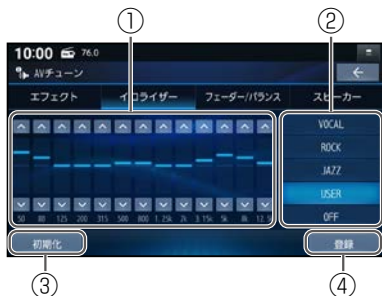 ① ②
10:00 76.0
AVチューン
エフェクト イコライザー フェーダー/バランス スピーカー
VOCAL
ROCK
JAZZ
USER
OFF
50 80 125 200 315 500 800 1.25k 2k 3.15k 5k 8k 12.5k
初期化 登録
③ ④